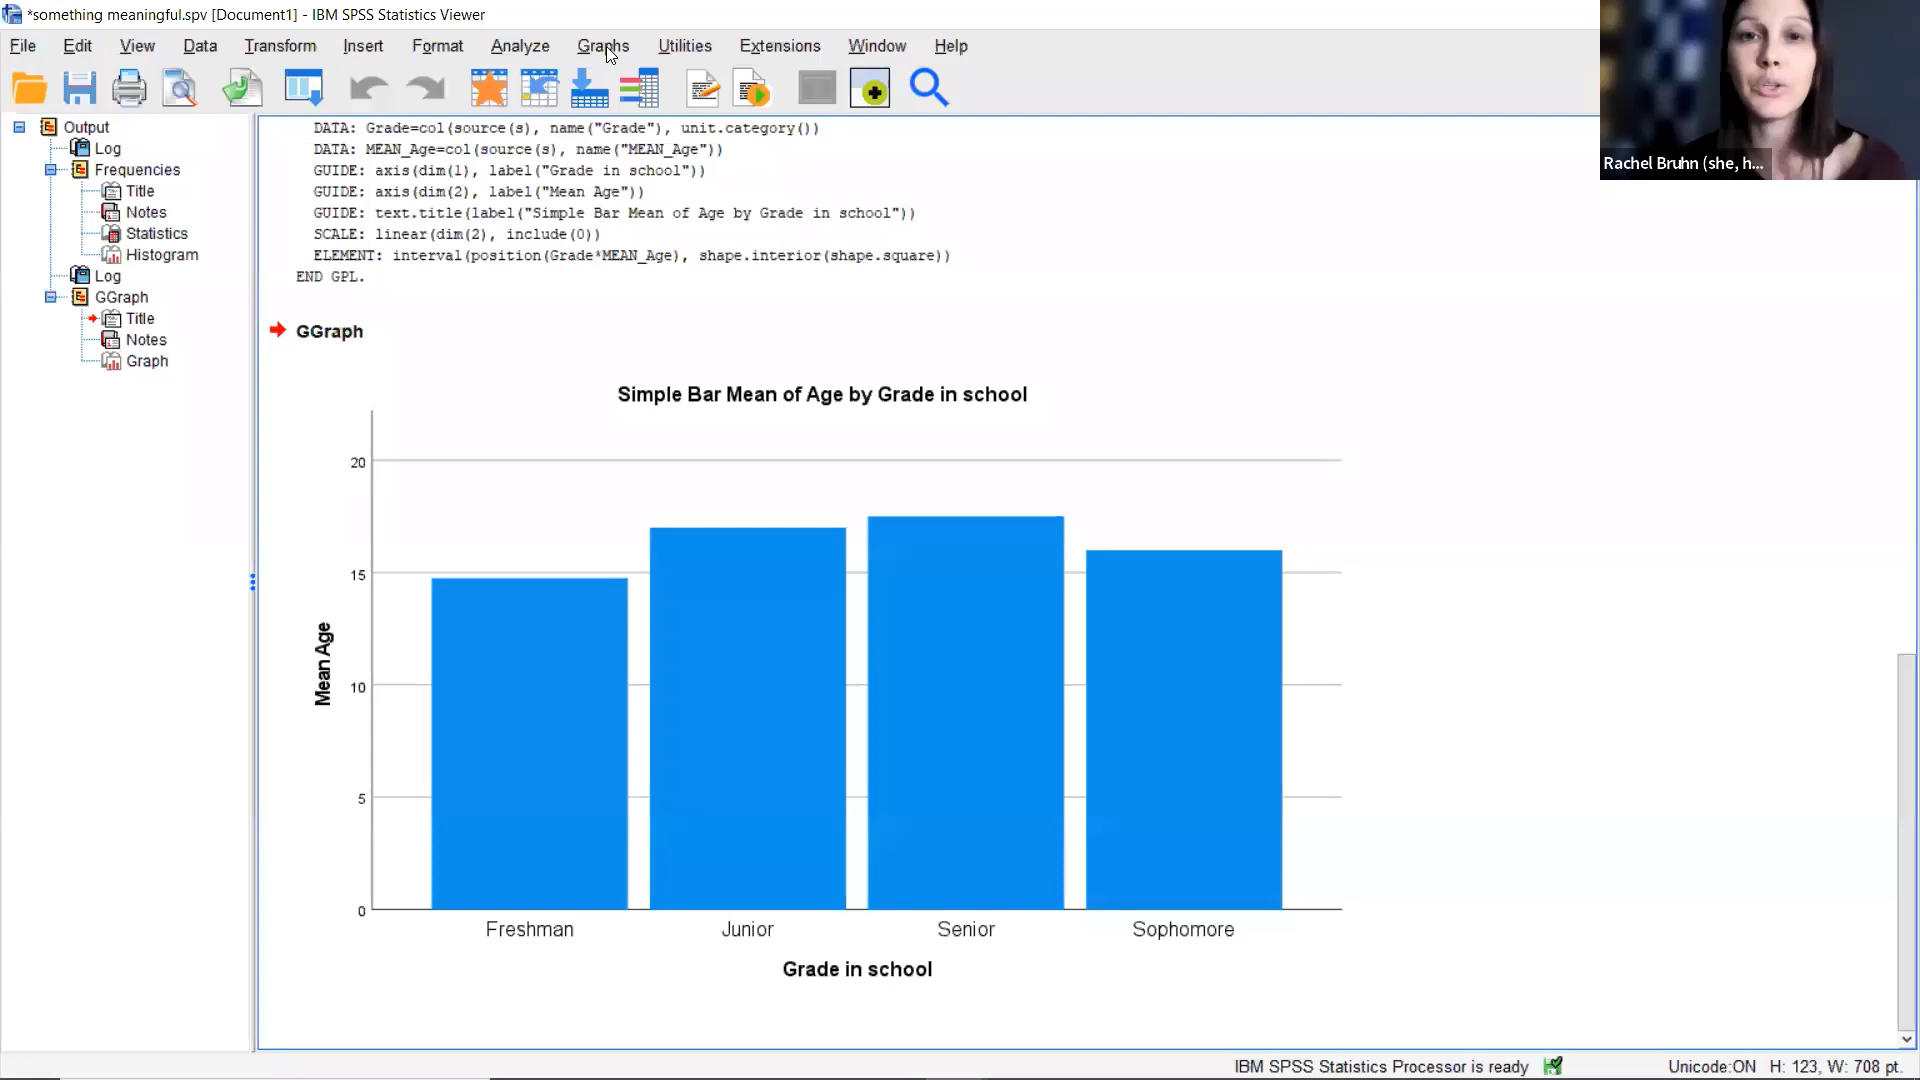 *something meaningful.spv [Document1] - IBM SPSS Statistics Viewer
File Edit View Data Transform Insert Format Analyze Graphs Utilities Extensions Window Help
Rachel Bruhn (she, h...
Output
Log
Frequencies
Title
Notes
Statistics
Histogram
Log
GGraph
Title
Notes
Graph
DATA: Grade=col(source(s), name("Grade"), unit.category())
DATA: MEAN_Age=col(source(s), name("MEAN_Age"))
GUIDE: axis(dim(1), label("Grade in school"))
GUIDE: axis(dim(2), label("Mean Age"))
GUIDE: text.title(label("Simple Bar Mean of Age by Grade in school"))
SCALE: linear(dim(2), include(0))
ELEMENT: interval(position(Grade*MEAN_Age), shape.interior(shape.square))
END GPL.
GGraph
Simple Bar Mean of Age by Grade in school
20
15
10
5
0
Mean Age
Freshman Junior Senior Sophomore
Grade in school
IBM SPSS Statistics Processor is ready Unicode:ON H: 123, W: 708 pt.